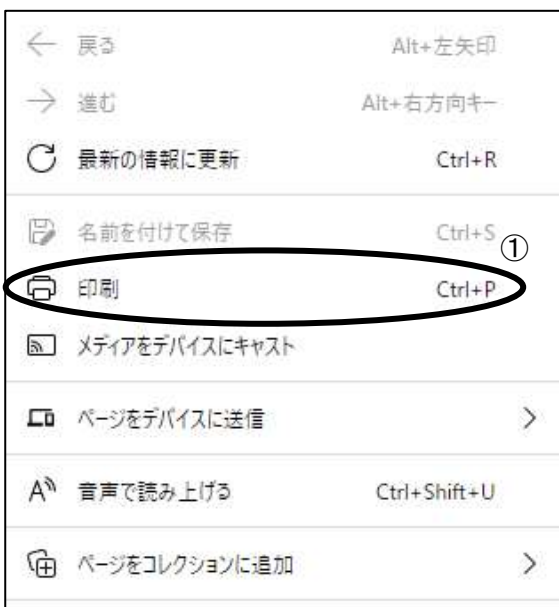 戻る Alt+左矢印
進む Alt+右方向キー
最新の情報に更新 Ctrl+R
名前を付けて保存 Ctrl+S
①
印刷 Ctrl+P
メディアをデバイスにキャスト
ページをデバイスに送信
音声で読み上げる Ctrl+Shift+U
ページをコレクションに追加